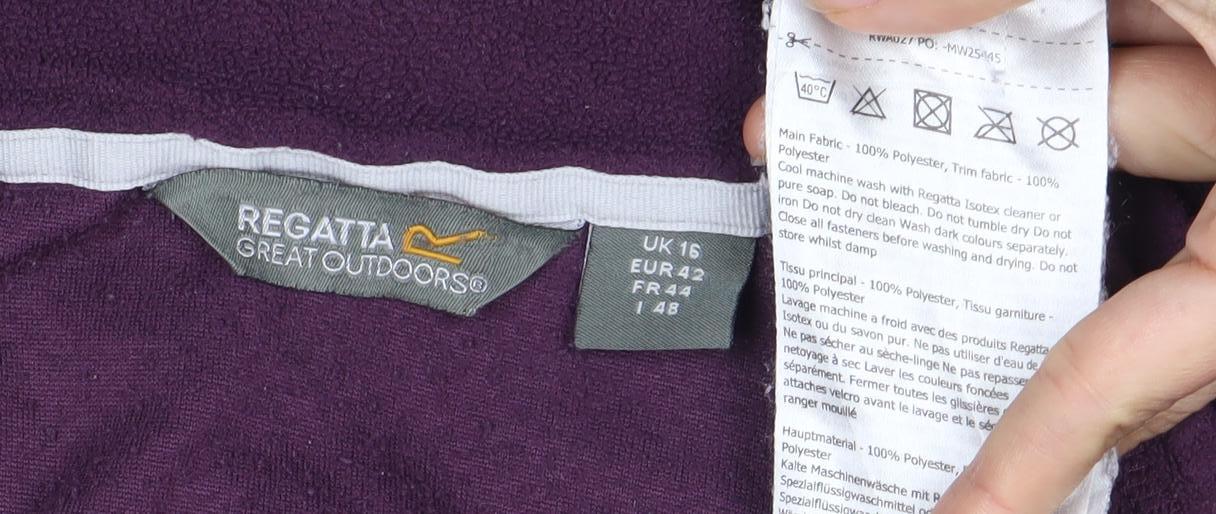 REGATTA
GREAT OUTDOORS®
UK 16
EUR 42
FR 44
I 48
RWA027 PO: -MW25445
40°C
Main Fabric - 100% Polyester, Trim fabric - 100%
Polyester
Cool machine wash with Regatta Isotex cleaner or
pure soap. Do not bleach. Do not tumble dry Do not
iron Do not dry clean Wash dark colours separately.
Close all fasteners before washing and drying. Do not
store whilst damp
Tissu principal - 100% Polyester, Tissu garniture -
100% Polyester
Lavage machine a froid avec des produits Regatta
Isotex ou du savon pur. Ne pas utiliser d'eau de
Ne pas sécher au sèche-linge Ne pas repasser
netoyage à sec Laver les couleurs foncées
séparément. Fermer toutes les glissières
attaches velcro avant le lavage et le
ranger mouillé
Hauptmaterial - 100% Polyester,
Polyester
Kalte Maschinenwäsche mit
Spezialflüssigwaschmittel